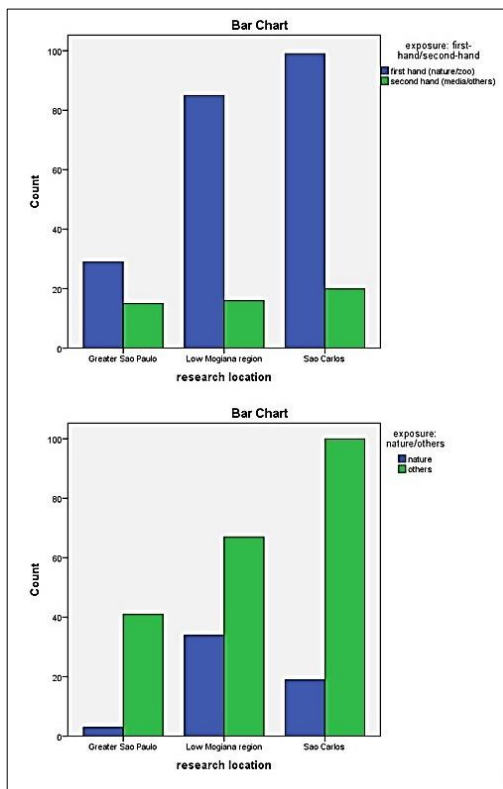 Bar Chart
exposure: first-
hand/second-hand
first hand (nature/zoo)
second hand (media/others)
100
80
60
40
20
0
Count
Greater Sao Paulo
Low Mogiana region
Sao Carlos
research location
Bar Chart
exposure:
nature/others
nature
others
100
80
60
40
20
0
Count
Greater Sao Paulo
Low Mogiana region
Sao Carlos
research location